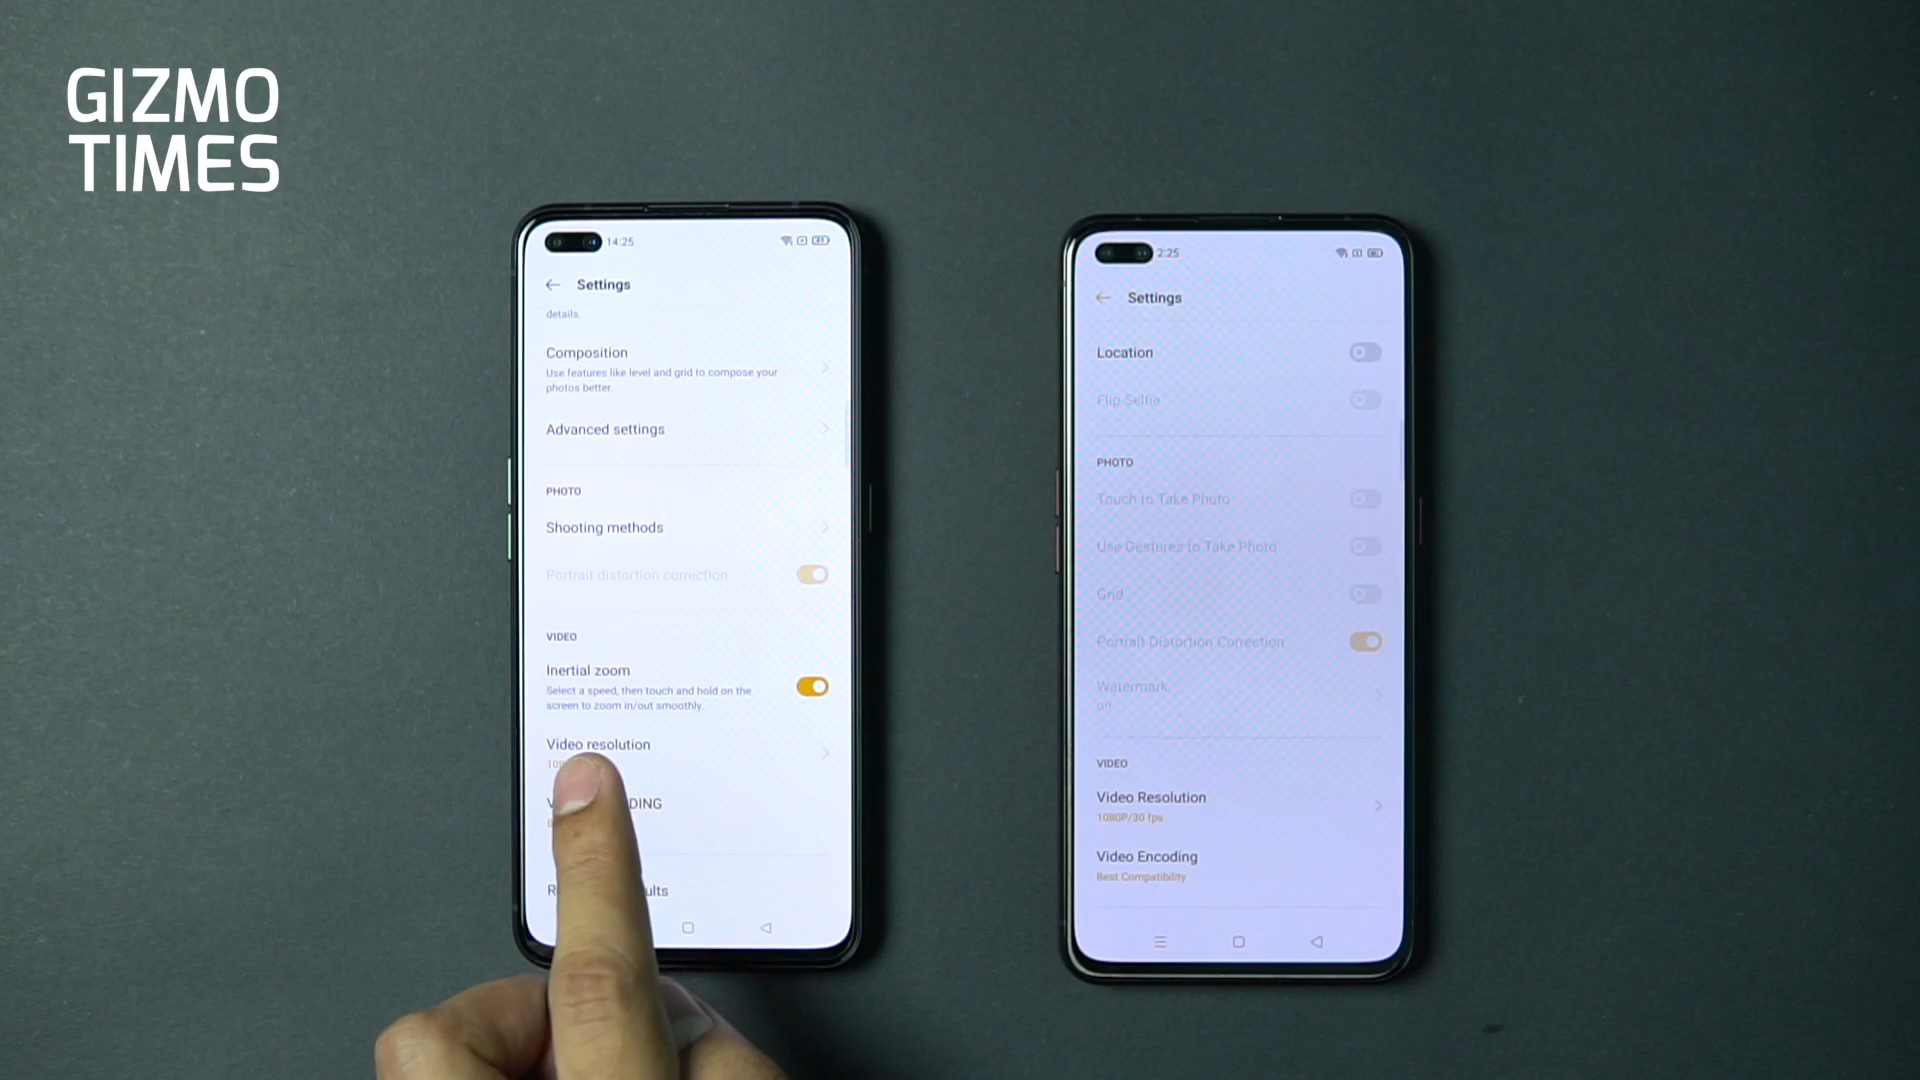 GIZMO
TIMES
14:25
Settings
details.
Composition
Use features like level and grid to compose your
photos better.
Advanced settings
PHOTO
Shooting methods
Portrait distortion correction
VIDEO
Inertial zoom
Select a speed, then touch and hold on the
screen to zoom in/out smoothly.
Video resolution
2:25
Settings
Location
Flip Selfie
PHOTO
Touch to Take Photo
Use Gestures to Take Photo
Grid
Portrait Distortion Correction
Watermark
off
VIDEO
Video Resolution
1080P/30 fps
Video Encoding
Best Compatibility